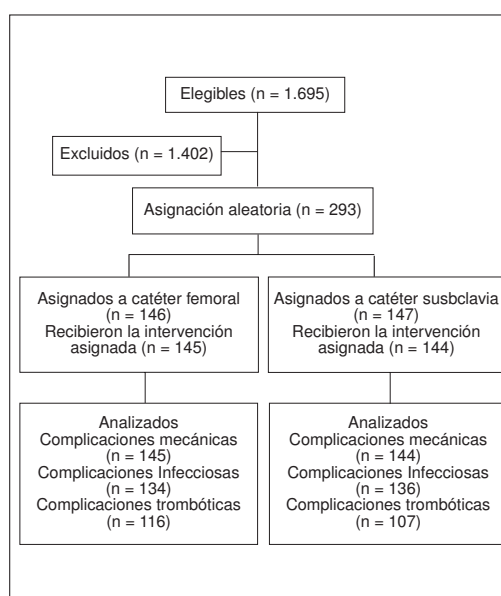 Elegibles (n = 1.695)
Excluidos (n = 1.402)
Asignación aleatoria (n = 293)
Asignados a catéter femoral
(n = 146)
Recibieron la intervención
asignada (n = 145)
Asignados a catéter susbclavia
(n = 147)
Recibieron la intervención
asignada (n = 144)
Analizados
Complicaciones mecánicas
(n = 145)
Complicaciones Infecciosas
(n = 134)
Complicaciones trombóticas
(n = 116)
Analizados
Complicaciones mecánicas
(n = 144)
Complicaciones Infecciosas
(n = 136)
Complicaciones trombóticas
(n = 107)